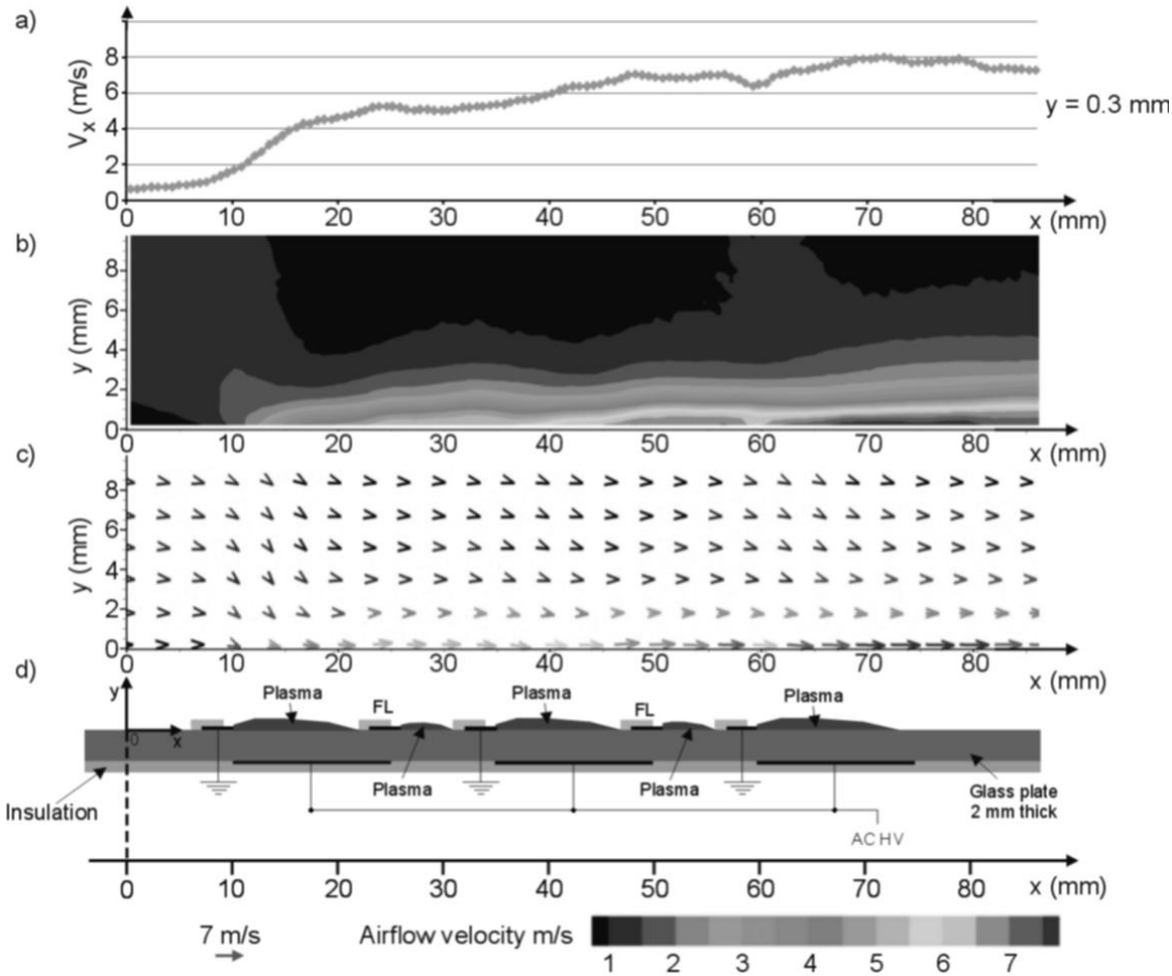 a)
Vx (m/s)
8
6
4
2
0
y = 0.3 mm
0 10 20 30 40 50 60 70 80 x (mm)
b)
y (mm)
8
6
4
2
0
0 10 20 30 40 50 60 70 80 x (mm)
c)
y (mm)
8
6
4
2
0
0 10 20 30 40 50 60 70 80 x (mm)
d)
y
0
x
Plasma
FL
Plasma
FL
Plasma
Plasma
Plasma
Insulation
Glass plate
2 mm thick
AC HV
0 10 20 30 40 50 60 70 80 x (mm)
7 m/s
Airflow velocity m/s
1 2 3 4 5 6 7